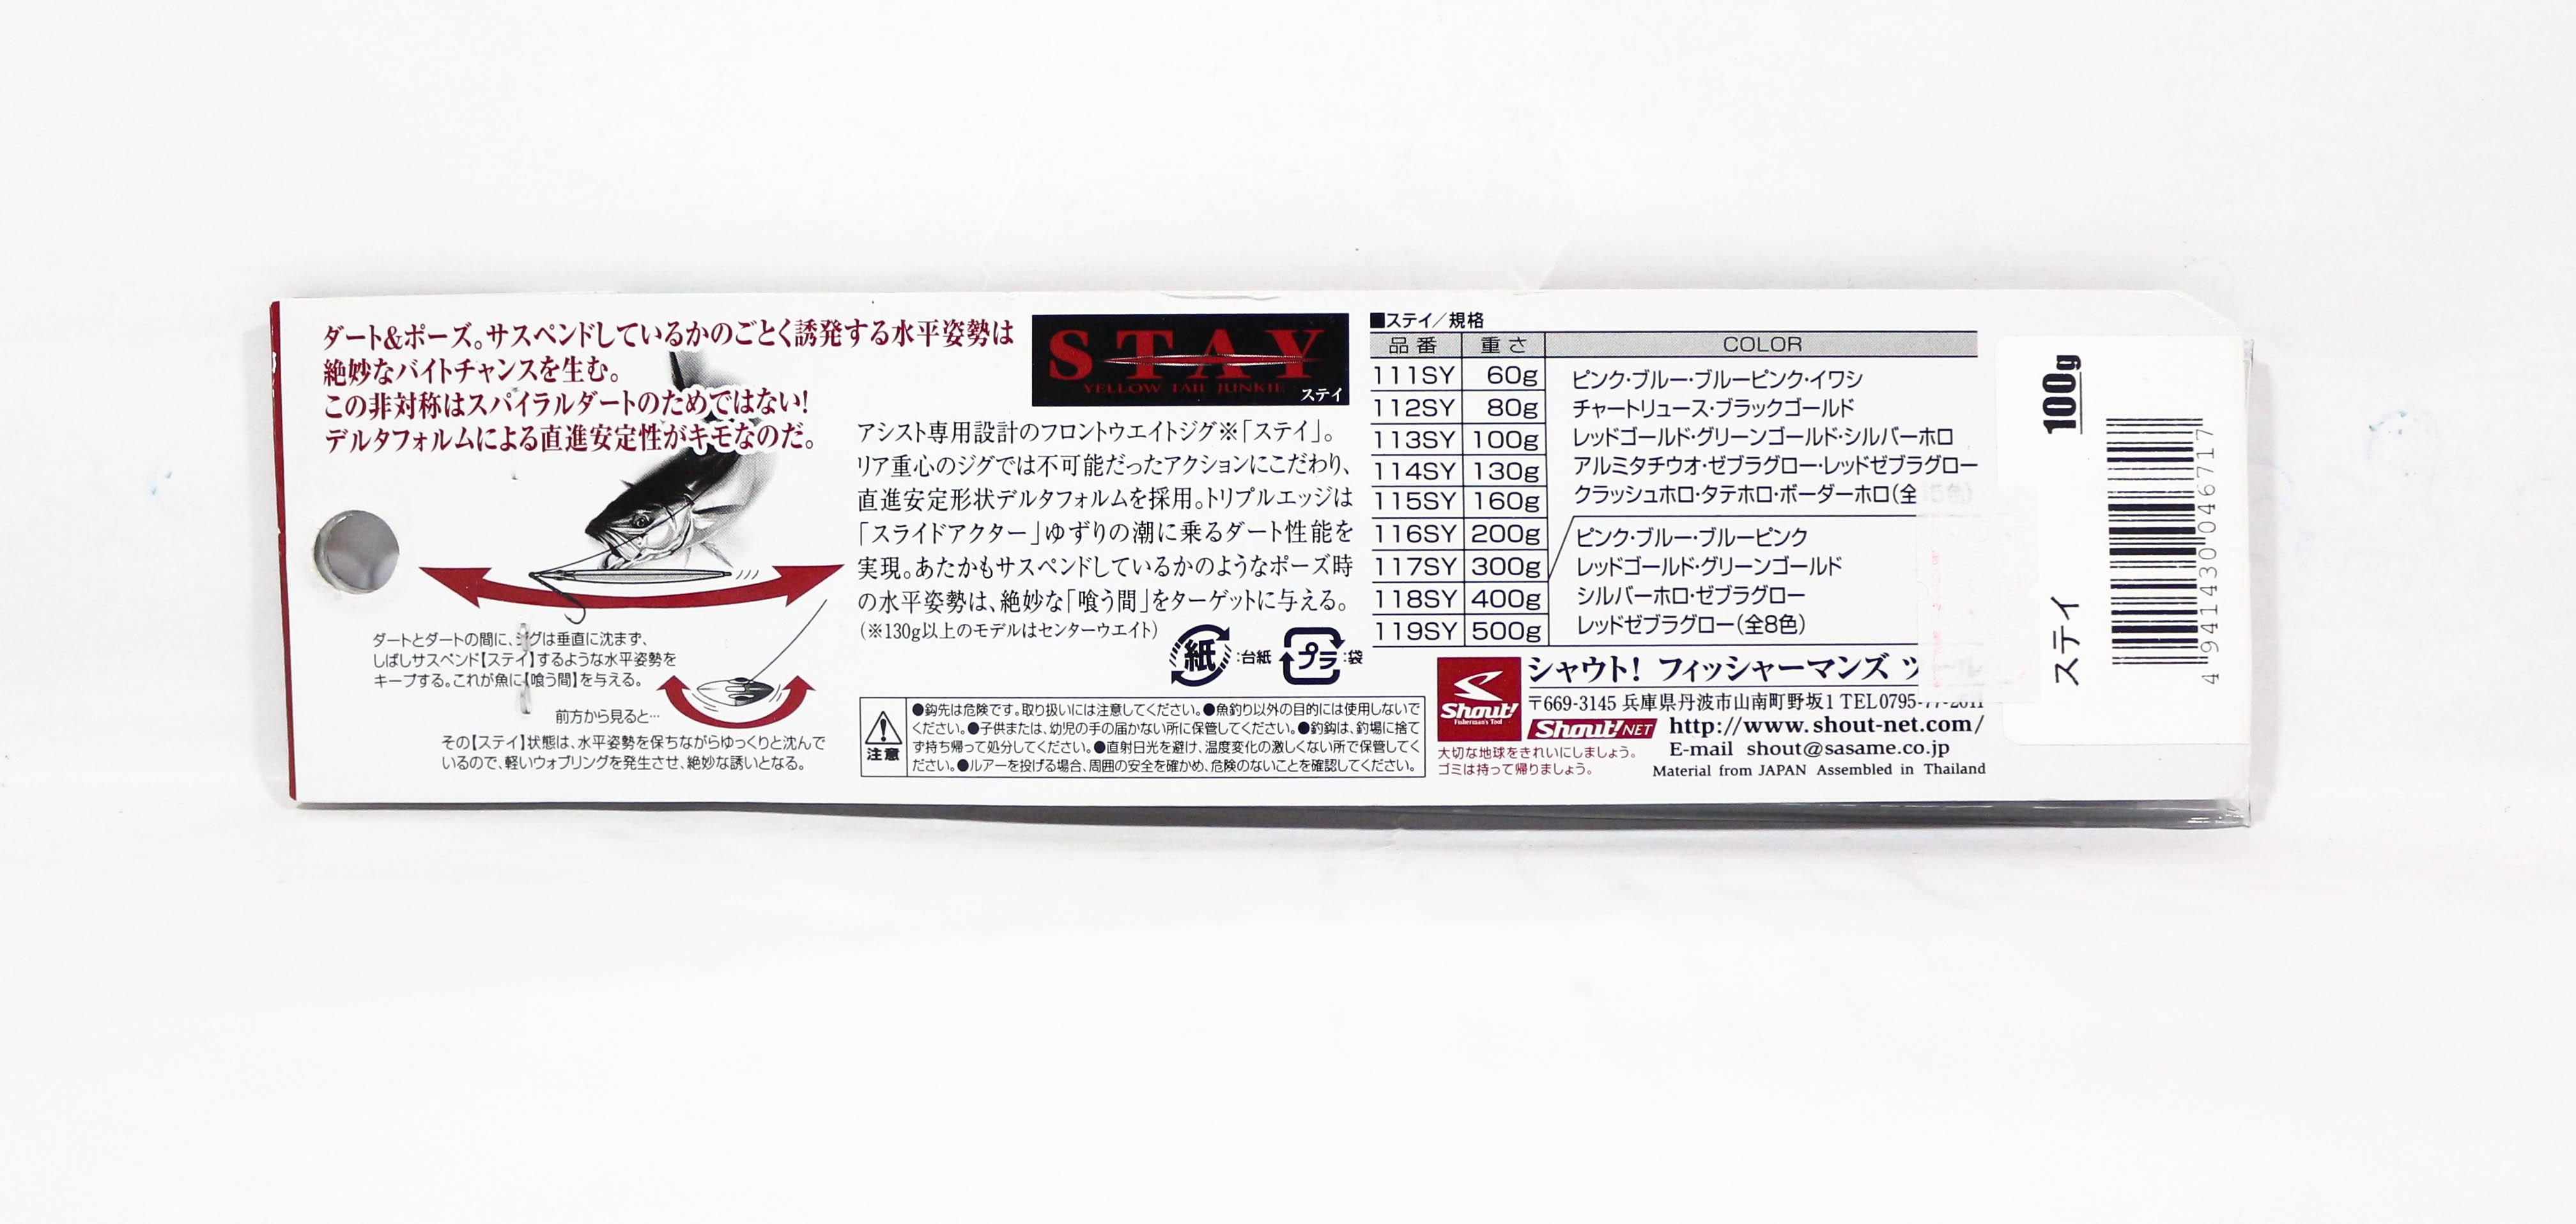 ダート&ポーズ。サスペンドしているかのごとく誘発する水平姿勢は
絶妙なバイトチャンスを生む。
この非対称はスパイラルダートのためではない!
デルタフォルムによる直進安定性がキモなのだ。
ダートとダートの間に、ジグは垂直に沈まず、
しばしサスペンド【ステイ】するような水平姿勢を
キープする。これが魚に【喰う間】を与える。
前方から見ると…
その【ステイ】状態は、水平姿勢を保ちながらゆっくりと沈んで
いるので、軽いウォブリングを発生させ、絶妙な誘いとなる。
STAY
YELLOW TAIL JUNKIE
ステイ
アシスト専用設計のフロントウエイトジグ※「ステイ」。
リア重心のジグでは不可能だったアクションにこだわり、
直進安定形状デルタフォルムを採用。トリプルエッジは
「スライドアクター」ゆずりの潮に乗るダート性能を
実現。あたかもサスペンドしているかのようなポーズ時
の水平姿勢は、絶妙な「喰う間」をターゲットに与える。
(※130g以上のモデルはセンターウエイト)
紙:台紙 プラ:袋
注意
●鈎先は危険です。取り扱いには注意してください。●魚釣り以外の目的には使用しないで
ください。●子供または、幼児の手の届かない所に保管してください。●釣鈎は、釣場に捨て
ず持ち帰って処分してください。●直射日光を避け、温度変化の激しくない所で保管してく
ださい。●ルアーを投げる場合、周囲の安全を確かめ、危険のないことを確認してください。
■ステイ/規格
品番 重さ COLOR
111SY 60g
112SY 80g
113SY 100g
114SY 130g
115SY 160g
116SY 200g
117SY 300g
118SY 400g
119SY 500g
ピンク・ブルー・ブルーピンク・イワシ
チャートリュース・ブラックゴールド
レッドゴールド・グリーンゴールド・シルバーホロ
アルミタチウオ・ゼブラグロー・レッドゼブラグロー
クラッシュホロ・タテホロ・ボーダーホロ(全
ピンク・ブルー・ブルーピンク
レッドゴールド・グリーンゴールド
シルバーホロ・ゼブラグロー
レッドゼブラグロー(全8色)
Shout!
Fisherman's Tool
シャウト! フィッシャーマンズ ツ
〒669-3145 兵庫県丹波市山南町野坂1 TEL0795-77-2011
Shout!NET http://www.shout-net.com/
E-mail shout@sasame.co.jp
大切な地球をきれいにしましょう。
ゴミは持って帰りましょう。
Material from JAPAN Assembled in Thailand
100g
ステイ
4 941430 046717